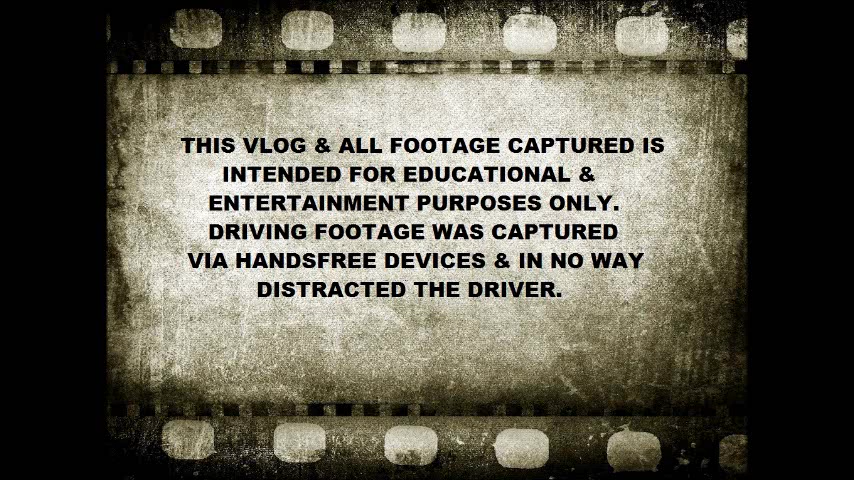 THIS VLOG & ALL FOOTAGE CAPTURED IS
INTENDED FOR EDUCATIONAL &
ENTERTAINMENT PURPOSES ONLY.
DRIVING FOOTAGE WAS CAPTURED
VIA HANDSFREE DEVICES & IN NO WAY
DISTRACTED THE DRIVER.